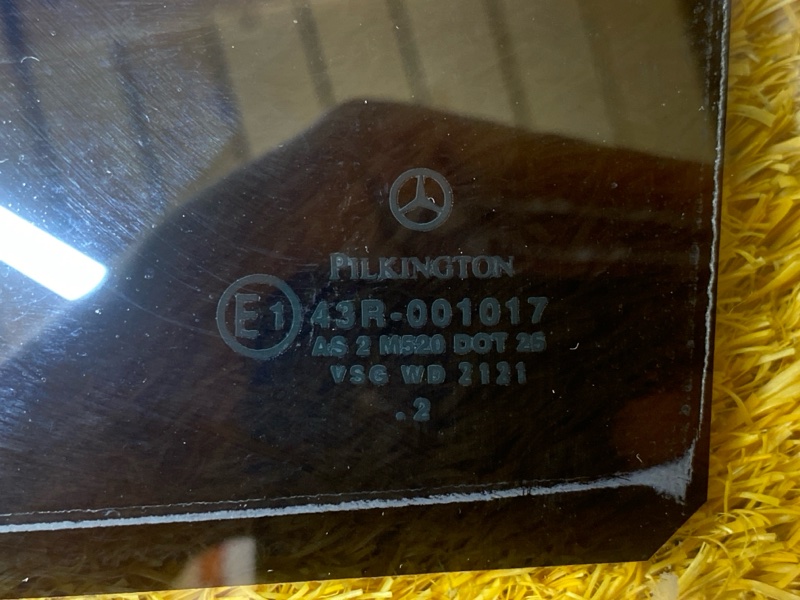 PILKINGTON
E1 43R-001017
AS 2 M520 DOT 26
VSG WD 2121
.2